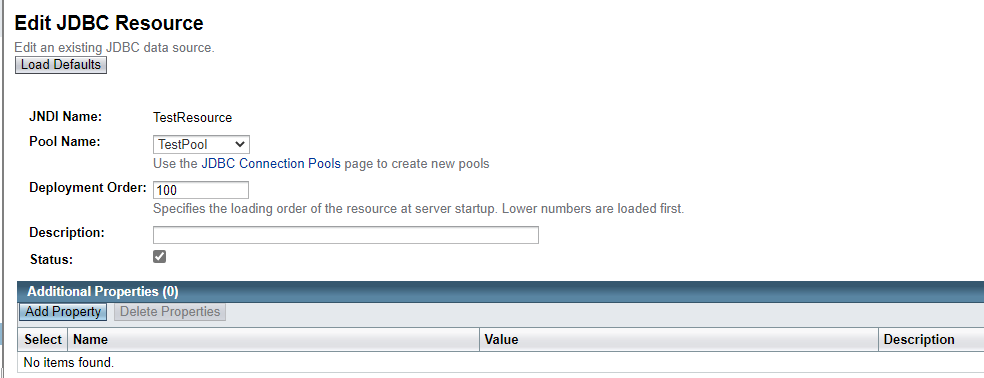 Edit JDBC Resource
Edit an existing JDBC data source.
Load Defaults
JNDI Name: TestResource
Pool Name: TestPool
Use the JDBC Connection Pools page to create new pools
Deployment Order: 100
Specifies the loading order of the resource at server startup. Lower numbers are loaded first.
Description:
Status:
Additional Properties (0)
Add Property Delete Properties
Select Name Value Description
No items found.